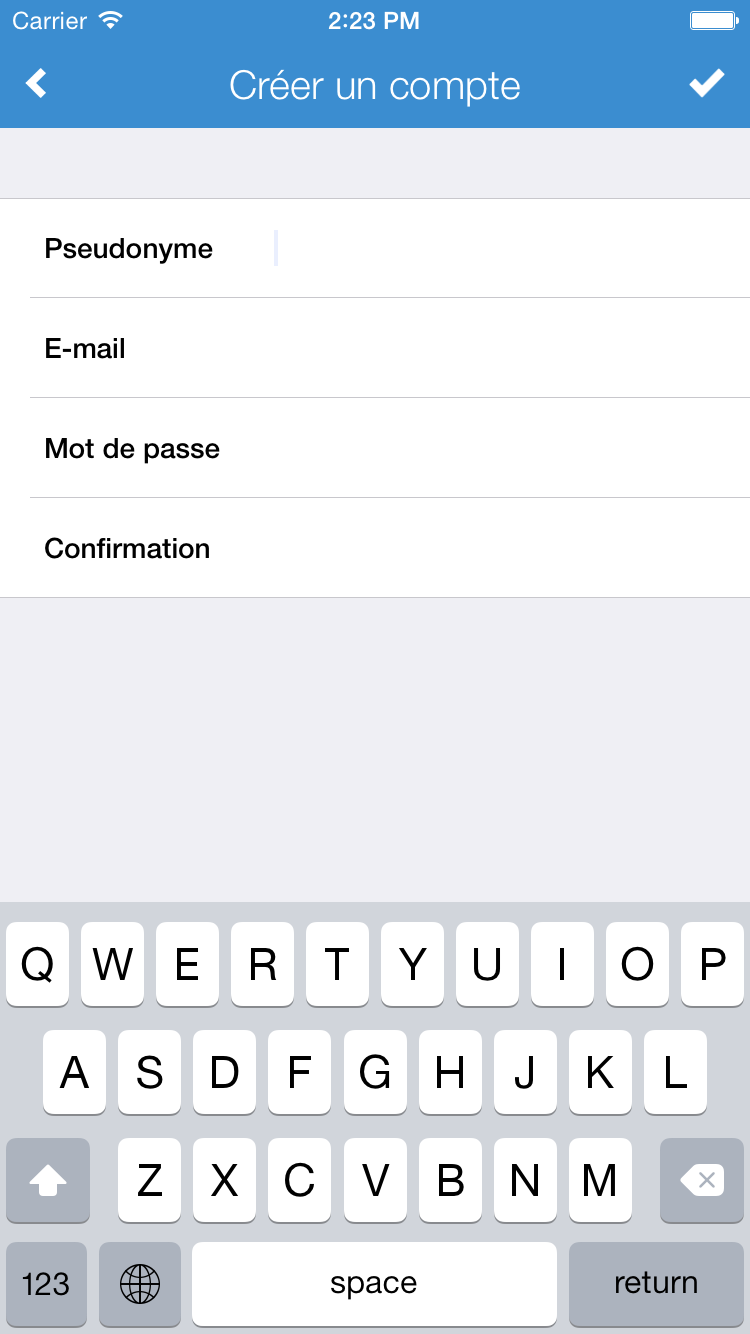 Carrier 2:23 PM
Créer un compte
Pseudonyme
E-mail
Mot de passe
Confirmation
Q W E R T Y U I O P
A S D F G H J K L
Z X C V B N M
123 space return